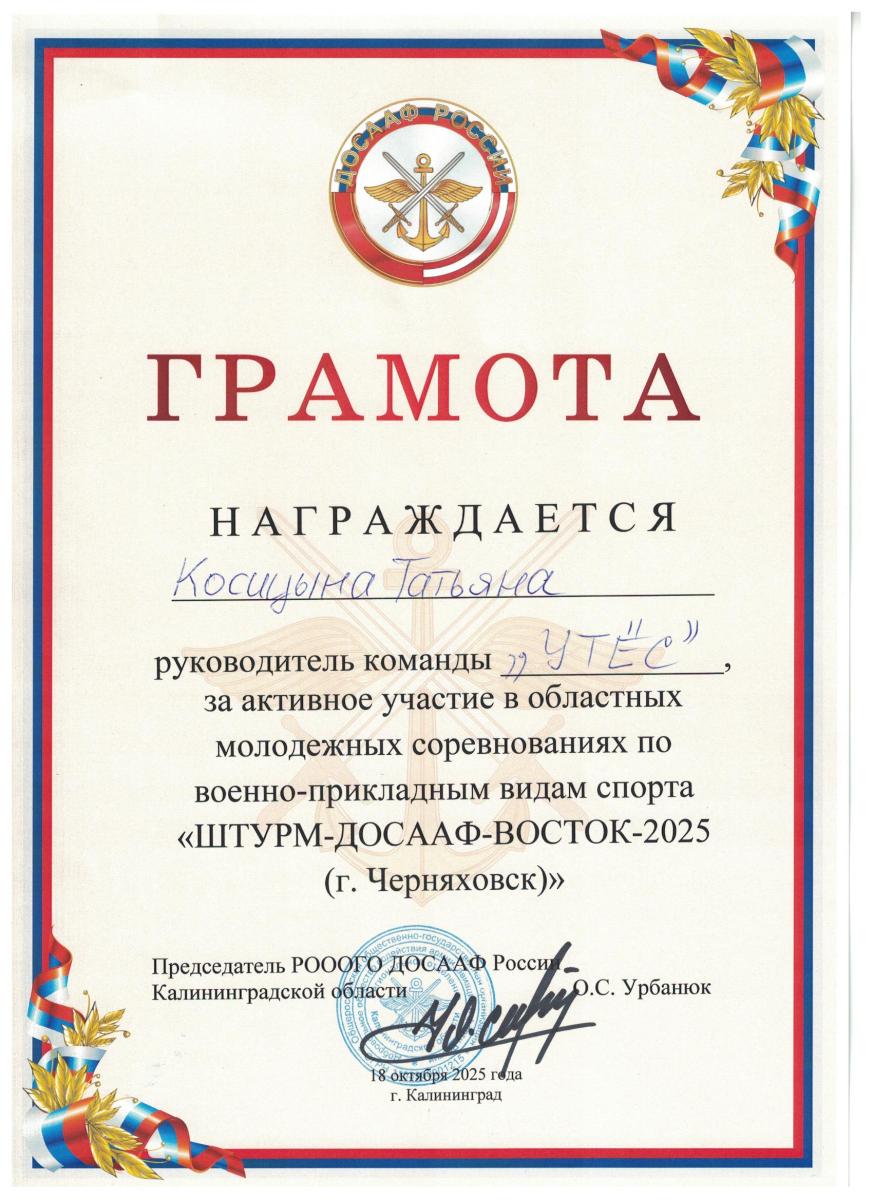 ДОСААФ РОССИИ
ГРАМОТА
НАГРАЖДАЕТСЯ
Косицына Татьяна
руководитель команды „УТЁС”,
за активное участие в областных
молодежных соревнованиях по
военно-прикладным видам спорта
«ШТУРМ-ДОСААФ-ВОСТОК-2025
(г. Черняховск)»
Председатель РОООГО ДОСААФ России
Калининградской области О.С. Урбанюк
18 октября 2025 года
г. Калининград